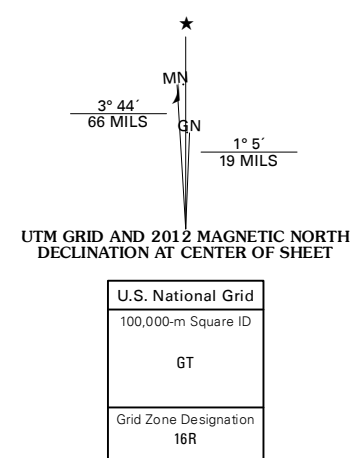 ★
MN
3° 44´
66 MILS
GN
1° 5´
19 MILS
UTM GRID AND 2012 MAGNETIC NORTH
DECLINATION AT CENTER OF SHEET
U.S. National Grid
100,000-m Square ID
GT
Grid Zone Designation
16R